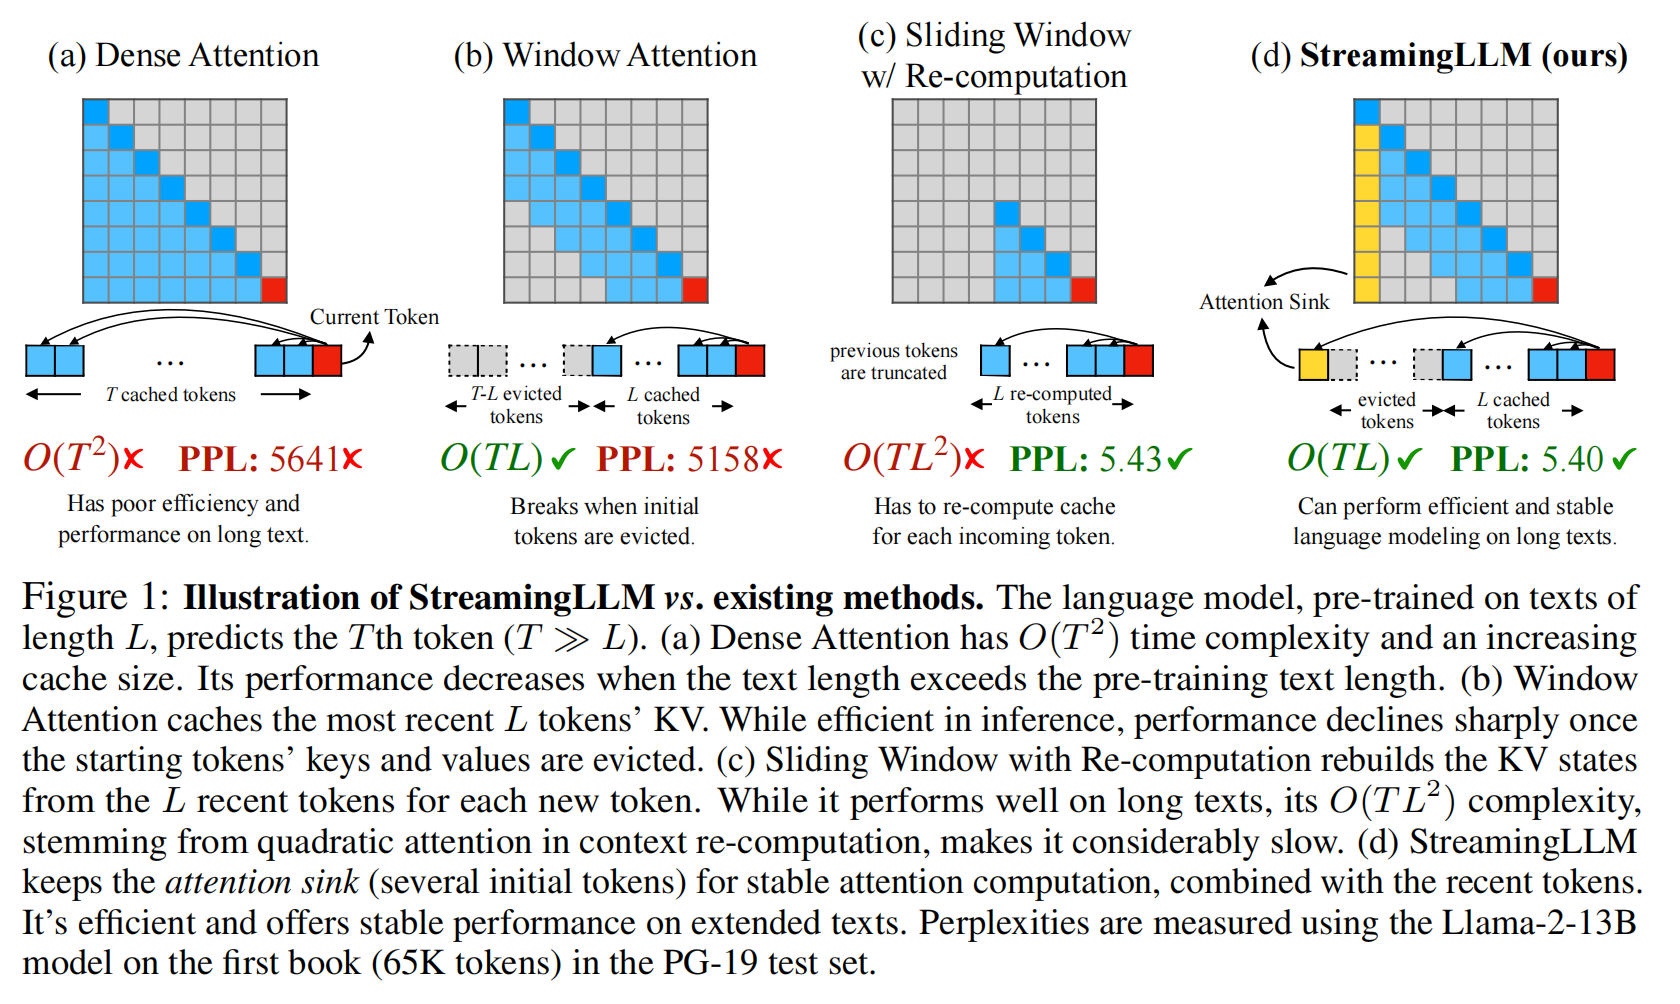 (a) Dense Attention
(b) Window Attention
(c) Sliding Window
w/ Re-computation
(d) StreamingLLM (ours)
Current Token
... 
T cached tokens
O(T²)✘ PPL: 5641✘
Has poor efficiency and
performance on long text.
...
...
T-L evicted
tokens
L cached
tokens
O(TL)✓ PPL: 5158✘
Breaks when initial
tokens are evicted.
previous tokens
are truncated
...
L re-computed
tokens
O(TL²)✘ PPL: 5.43✓
Has to re-compute cache
for each incoming token.
Attention Sink
...
...
evicted
tokens
L cached
tokens
O(TL)✓ PPL: 5.40✓
Can perform efficient and stable
language modeling on long texts.
Figure 1: Illustration of StreamingLLM vs. existing methods. The language model, pre-trained on texts of
length L, predicts the Tth token (T ≫ L). (a) Dense Attention has O(T²) time complexity and an increasing
cache size. Its performance decreases when the text length exceeds the pre-training text length. (b) Window
Attention caches the most recent L tokens’ KV. While efficient in inference, performance declines sharply once
the starting tokens’ keys and values are evicted. (c) Sliding Window with Re-computation rebuilds the KV states
from the L recent tokens for each new token. While it performs well on long texts, its O(TL²) complexity,
stemming from quadratic attention in context re-computation, makes it considerably slow. (d) StreamingLLM
keeps the attention sink (several initial tokens) for stable attention computation, combined with the recent tokens.
It’s efficient and offers stable performance on extended texts. Perplexities are measured using the Llama-2-13B
model on the first book (65K tokens) in the PG-19 test set.